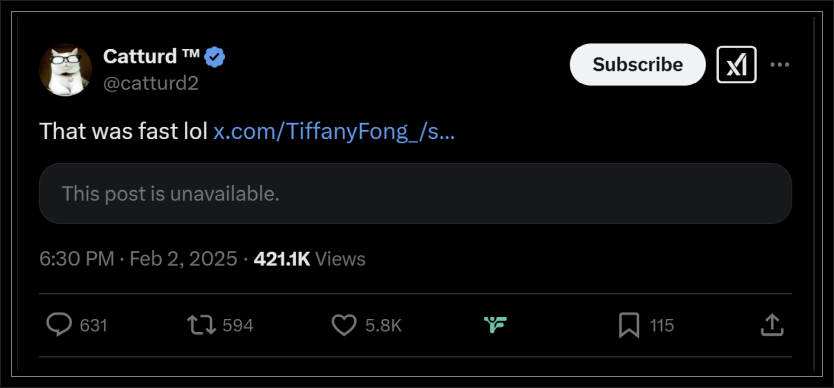 Catturd ™
@catturd2
Subscribe
That was fast lol x.com/TiffanyFong_/s...
This post is unavailable.
6:30 PM · Feb 2, 2025 · 421.1K Views
631 594 5.8K 115